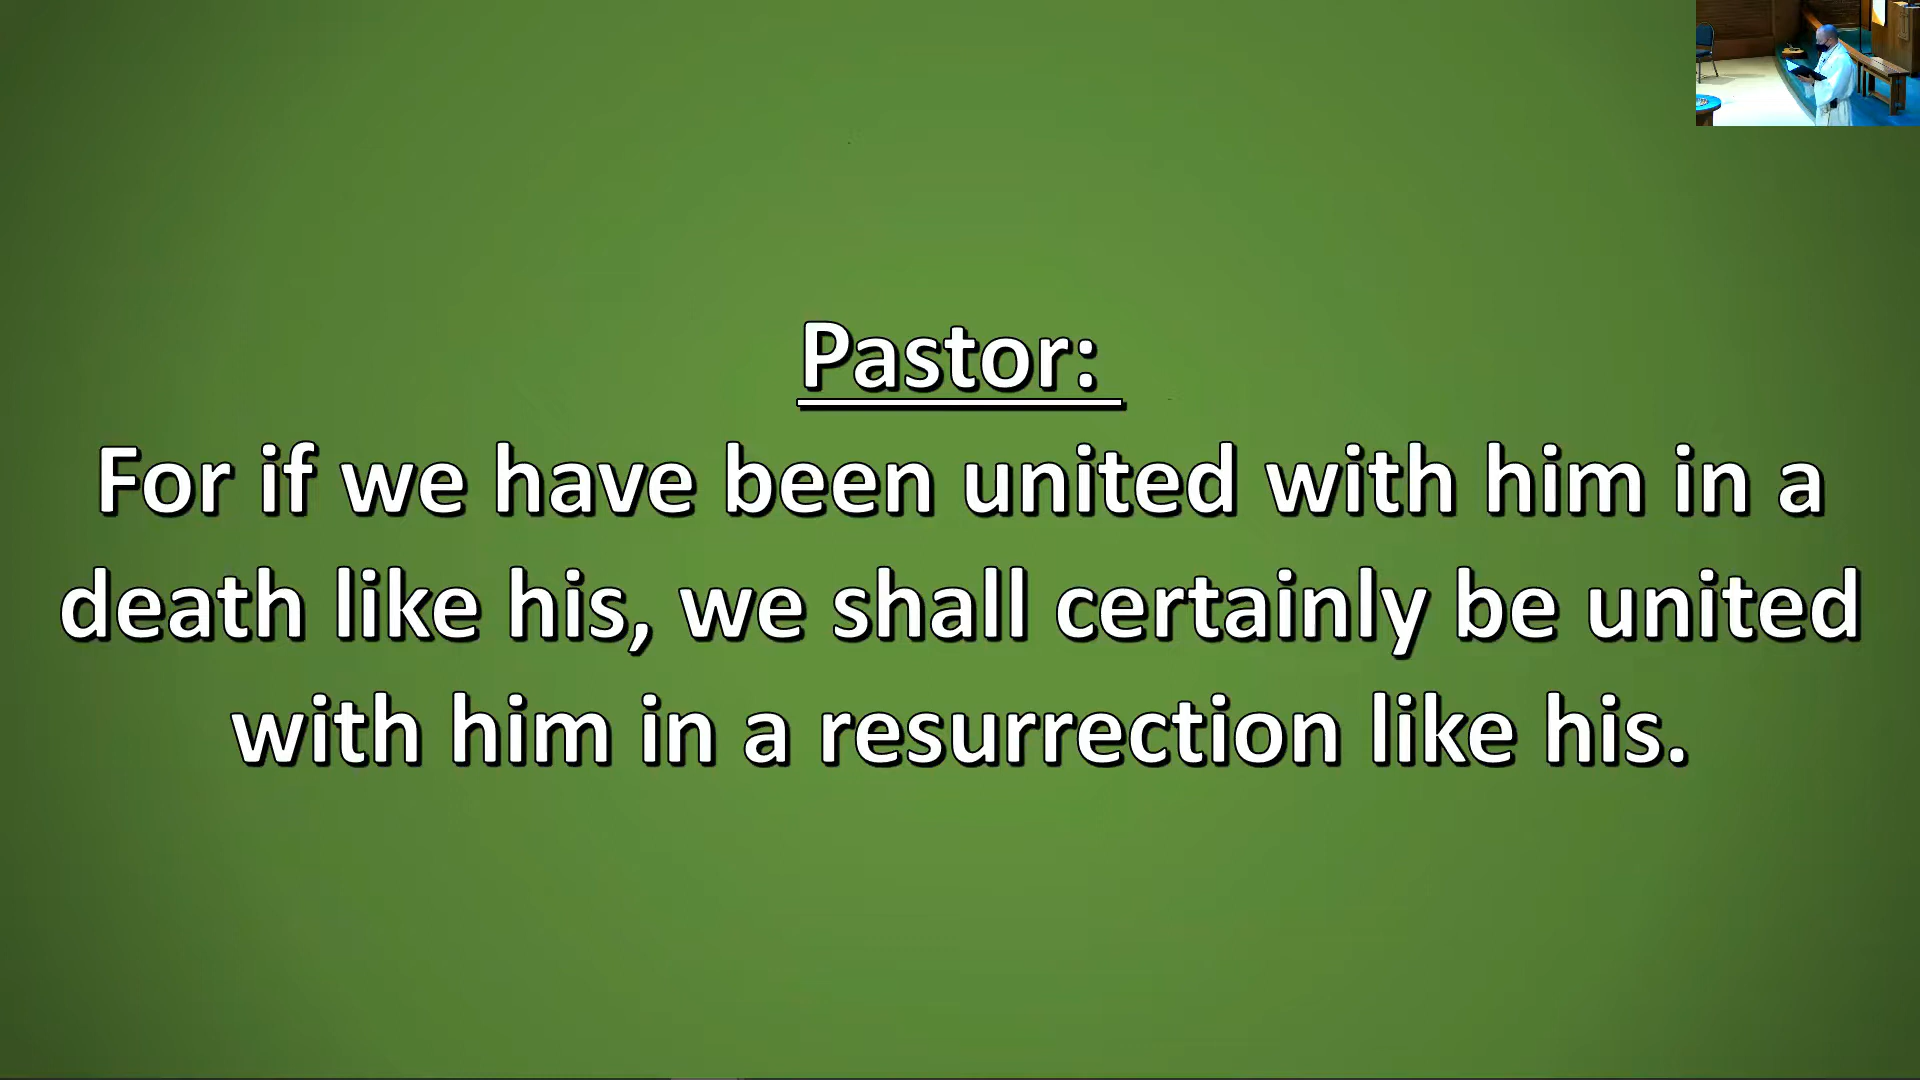 Pastor:
For if we have been united with him in a
death like his, we shall certainly be united
with him in a resurrection like his.